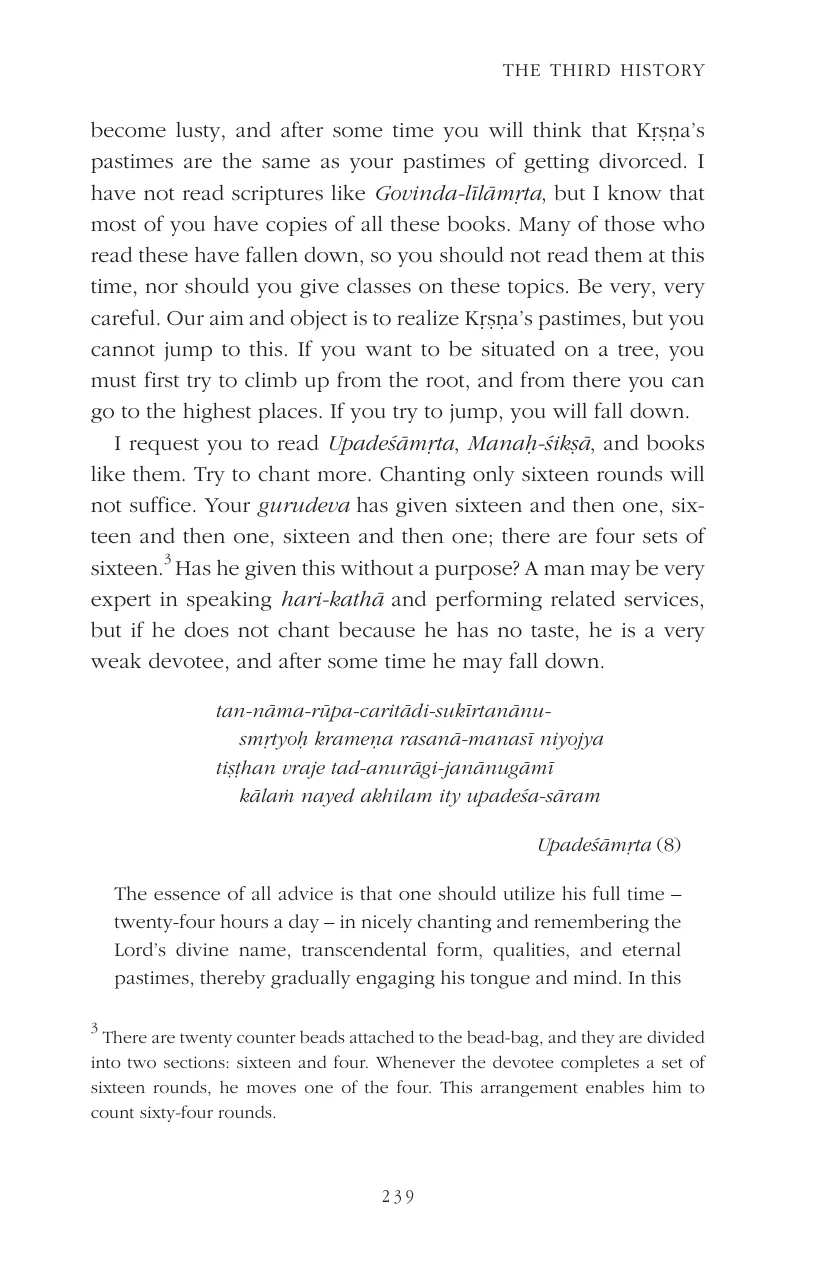 THE THIRD HISTORY
become lusty, and after some time you will think that Kṛṣṇa’s
pastimes are the same as your pastimes of getting divorced. I
have not read scriptures like Govinda-līlāmṛta, but I know that
most of you have copies of all these books. Many of those who
read these have fallen down, so you should not read them at this
time, nor should you give classes on these topics. Be very, very
careful. Our aim and object is to realize Kṛṣṇa’s pastimes, but you
cannot jump to this. If you want to be situated on a tree, you
must first try to climb up from the root, and from there you can
go to the highest places. If you try to jump, you will fall down.
I request you to read Upadeśāmṛta, Manaḥ-śikṣā, and books
like them. Try to chant more. Chanting only sixteen rounds will
not suffice. Your gurudeva has given sixteen and then one, six-
teen and then one, sixteen and then one; there are four sets of
sixteen.3 Has he given this without a purpose? A man may be very
expert in speaking hari-kathā and performing related services,
but if he does not chant because he has no taste, he is a very
weak devotee, and after some time he may fall down.
tan-nāma-rūpa-caritādi-sukīrtanānu-
smṛtyoḥ krameṇa rasanā-manasī niyojya
tiṣṭhan vraje tad-anurāgi-janānugāmī
kālaṁ nayed akhilam ity upadeśa-sāram
Upadeśāmṛta (8)
The essence of all advice is that one should utilize his full time –
twenty-four hours a day – in nicely chanting and remembering the
Lord’s divine name, transcendental form, qualities, and eternal
pastimes, thereby gradually engaging his tongue and mind. In this
3 There are twenty counter beads attached to the bead-bag, and they are divided
into two sections: sixteen and four. Whenever the devotee completes a set of
sixteen rounds, he moves one of the four. This arrangement enables him to
count sixty-four rounds.
239